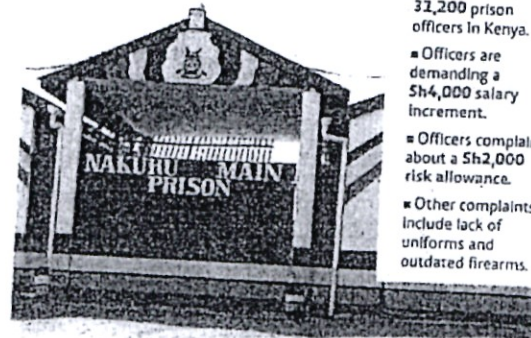 NAKURU MAIN
PRISON
32,200 prison
officers in Kenya.
■ Officers are
demanding a
Sh4,000 salary
increment.
■ Officers complain
about a Sh2,000
risk allowance.
■ Other complaints
include lack of
uniforms and
outdated firearms.